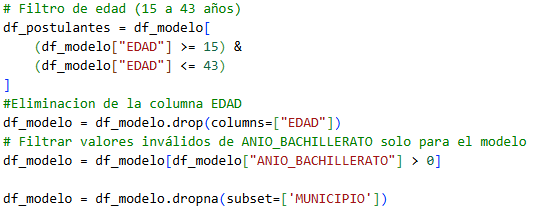 # Filtro de edad (15 a 43 años)
df_postulantes = df_modelo[
    (df_modelo["EDAD"] >= 15) &
    (df_modelo["EDAD"] <= 43)
]
#Eliminacion de la columna EDAD
df_modelo = df_modelo.drop(columns=["EDAD"])
# Filtrar valores inválidos de ANIO_BACHILLERATO solo para el modelo
df_modelo = df_modelo[df_modelo["ANIO_BACHILLERATO"] > 0]

df_modelo = df_modelo.dropna(subset=['MUNICIPIO'])